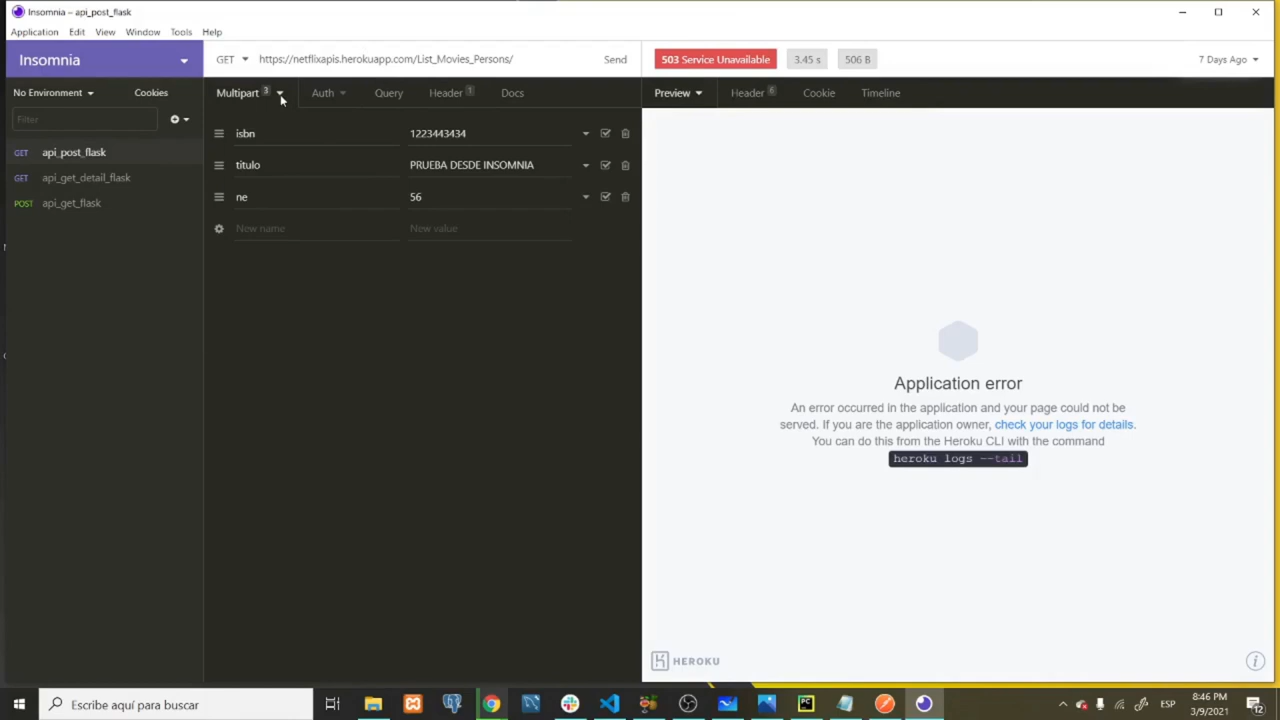 Insomnia – api_post_flask
Application Edit View Window Tools Help
Insomnia
GET https://netflixapis.herokuapp.com/List_Movies_Persons/ Send
503 Service Unavailable 3.45 s 506 B 7 Days Ago
No Environment Cookies
Multipart 3 Auth Query Header 1 Docs
Preview Header 6 Cookie Timeline
Filter
isbn 1223443434
GET api_post_flask
titulo PRUEBA DESDE INSOMNIA
GET api_get_detail_flask
ne 56
POST api_get_flask
New name New value
Application error
An error occurred in the application and your page could not be
served. If you are the application owner, check your logs for details.
You can do this from the Heroku CLI with the command
heroku logs --tail
HEROKU
Escribe aquí para buscar
ESP
8:46 PM
3/9/2021